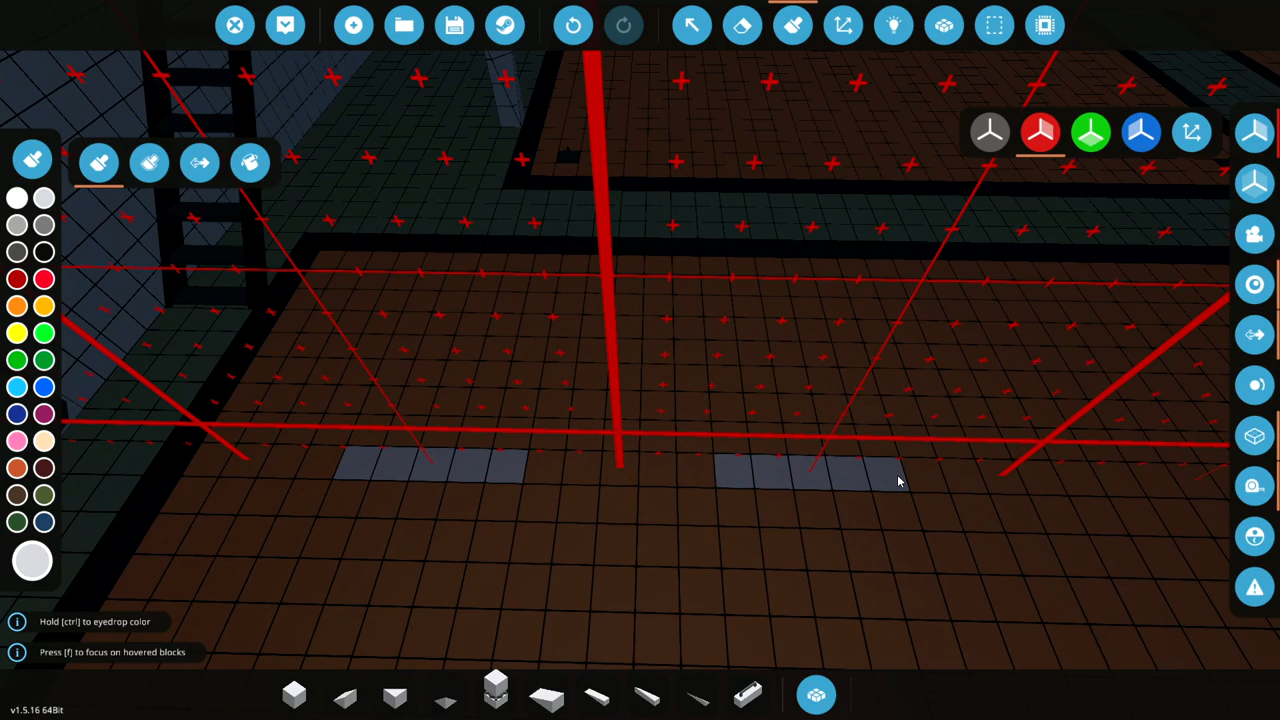 Hold [ctrl] to eyedrop color
Press [f] to focus on hovered blocks
v1.5.16 64Bit